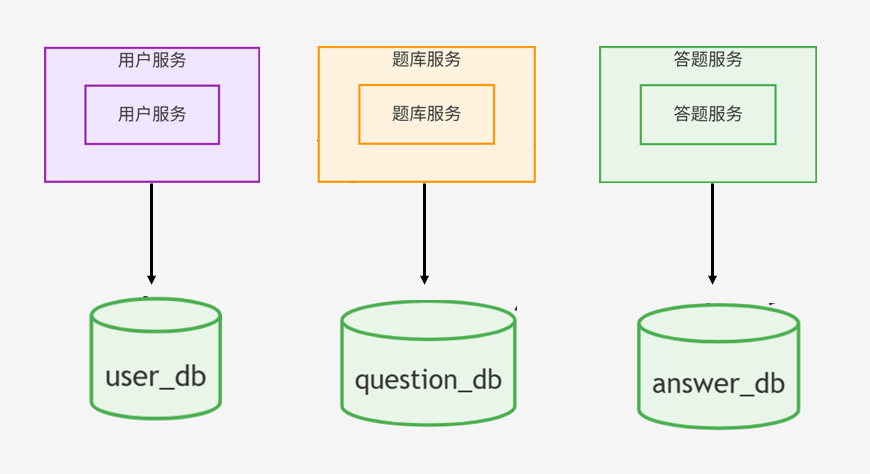 用户服务
题库服务
答题服务
用户服务
题库服务
答题服务
user_db
question_db
answer_db